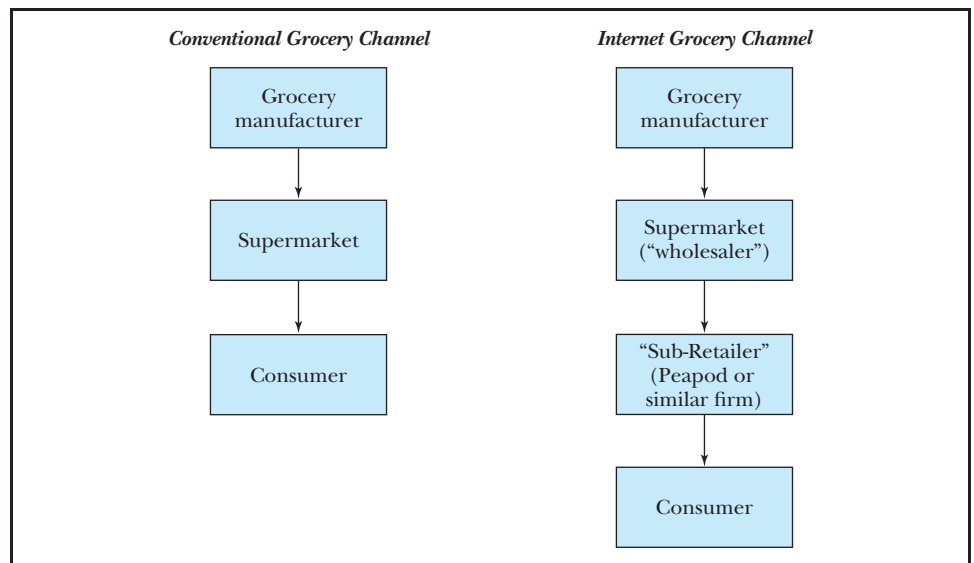 Conventional Grocery Channel
Grocery
manufacturer
Supermarket
Consumer
Internet Grocery Channel
Grocery
manufacturer
Supermarket
(“wholesaler”)
“Sub-Retailer”
(Peapod or
similar firm)
Consumer